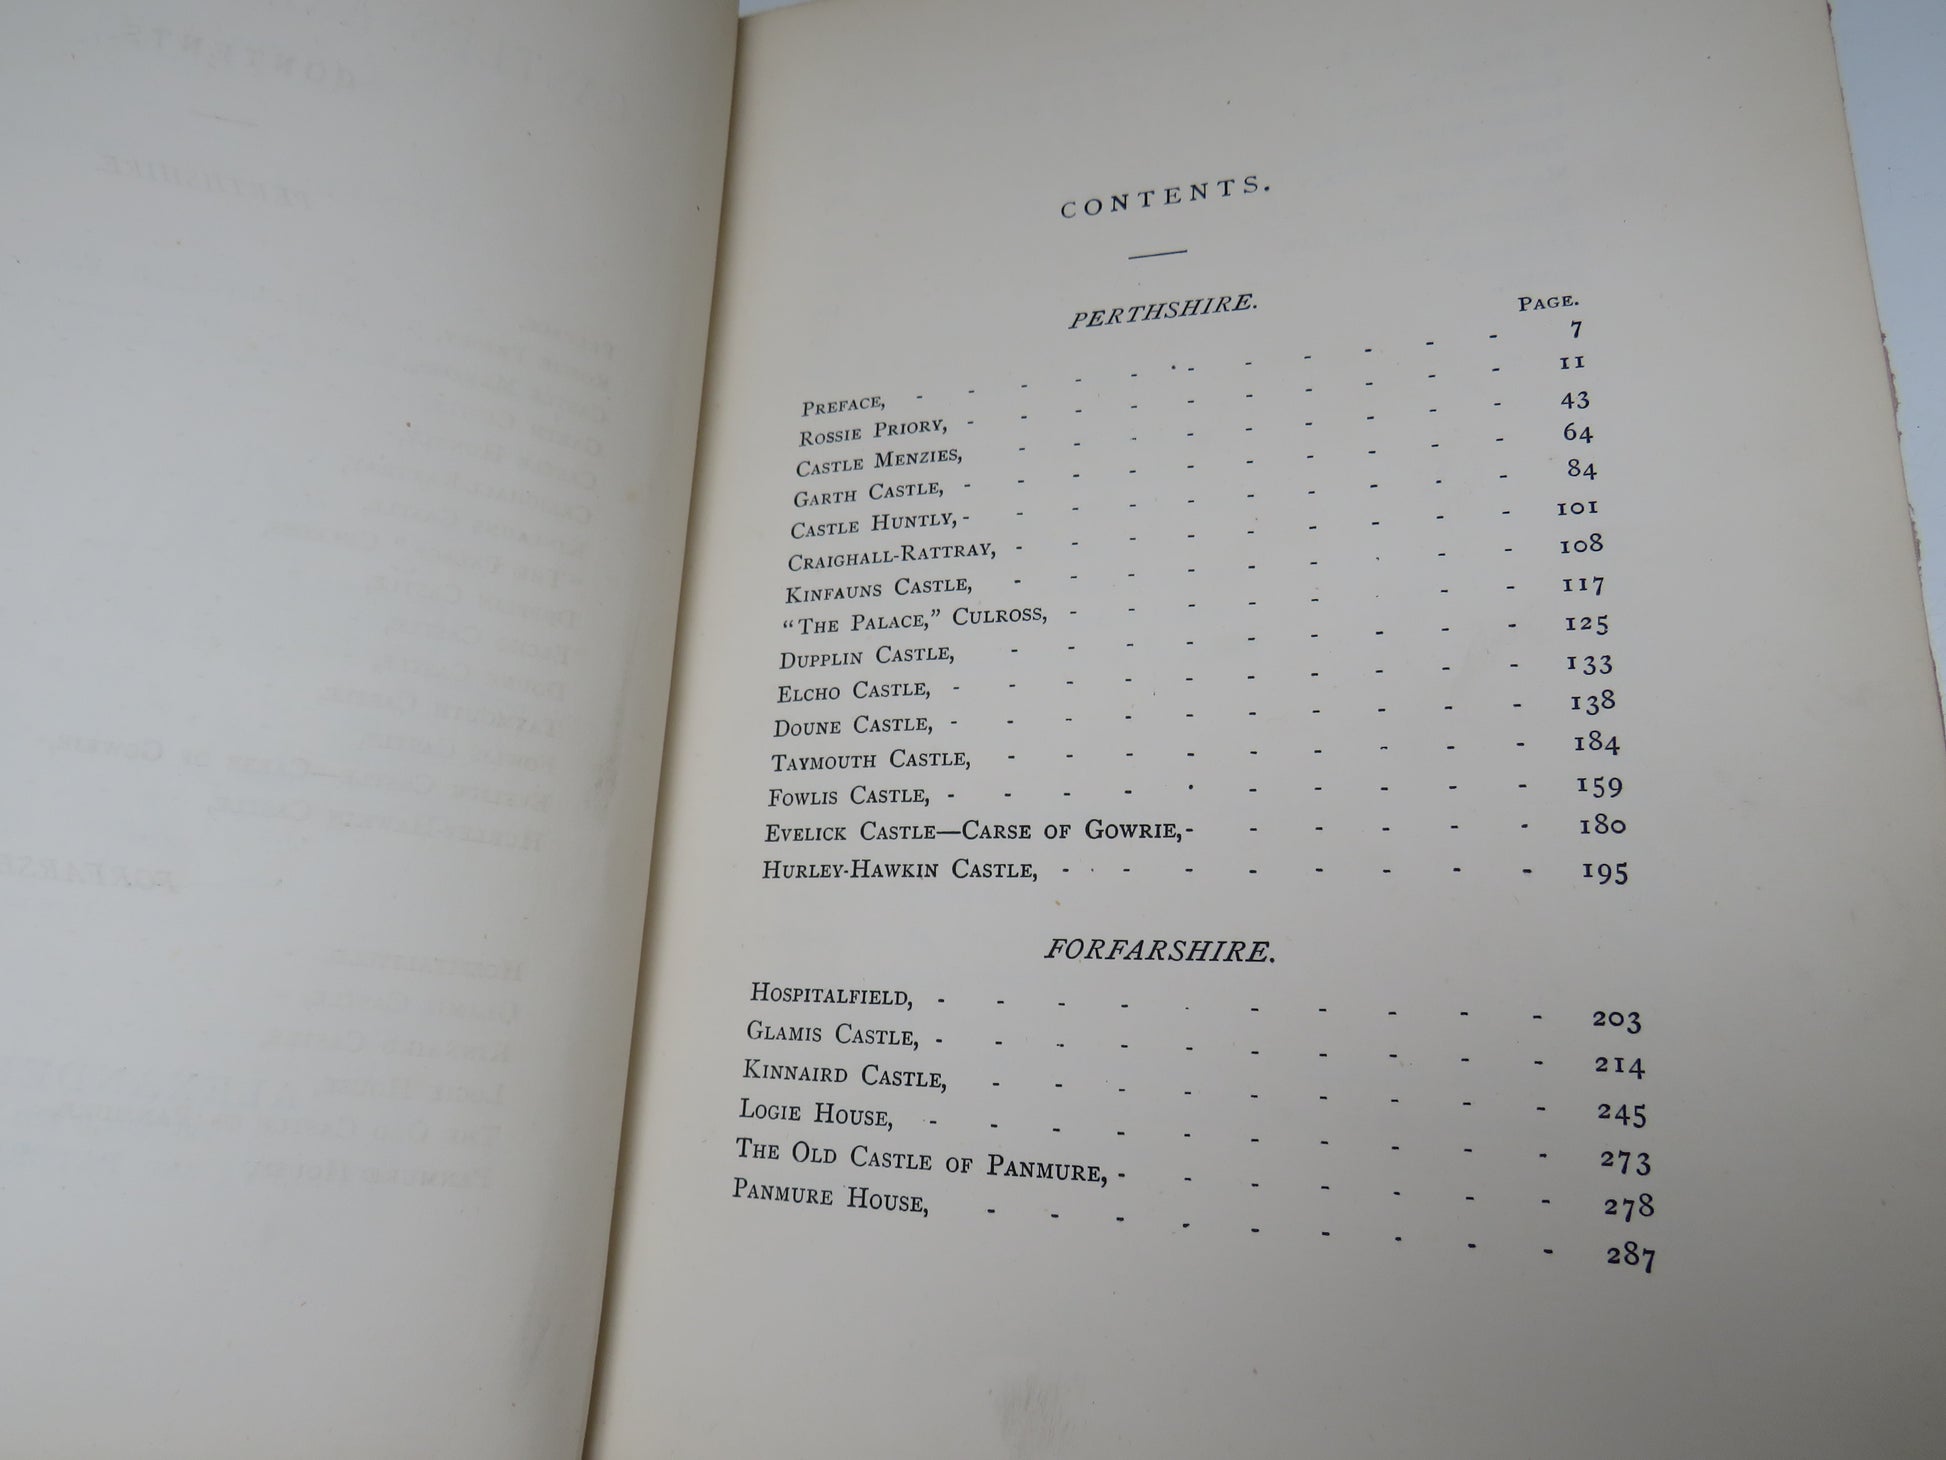 CONTENTS.
PERTHSHIRE.
PAGE.
PREFACE, - - - - - - - - - - 7
ROSSIE PRIORY, - - - - - - - - - - 11
CASTLE MENZIES, - - - - - - - - - 43
GARTH CASTLE, - - - - - - - - - - 64
CASTLE HUNTLY, - - - - - - - - - - 84
CRAIGHALL-RATTRAY, - - - - - - - - - 101
KINFAUNS CASTLE, - - - - - - - - - 108
"THE PALACE," CULROSS, - - - - - - - - 117
DUPPLIN CASTLE, - - - - - - - - - 125
ELCHO CASTLE, - - - - - - - - - - 133
DOUNE CASTLE, - - - - - - - - - - 138
TAYMOUTH CASTLE, - - - - - - - - - 184
FOWLIS CASTLE, - - - - - - - - - - 159
EVELICK CASTLE—CARSE OF GOWRIE, - - - - - - - 180
HURLEY-HAWKIN CASTLE, - - - - - - - - 195
FORFARSHIRE.
HOSPITALFIELD, - - - - - - - - - - 203
GLAMIS CASTLE, - - - - - - - - - - 214
KINNAIRD CASTLE, - - - - - - - - - 245
LOGIE HOUSE, - - - - - - - - - - 273
THE OLD CASTLE OF PANMURE, - - - - - - - 278
PANMURE HOUSE, - - - - - - - - - 287